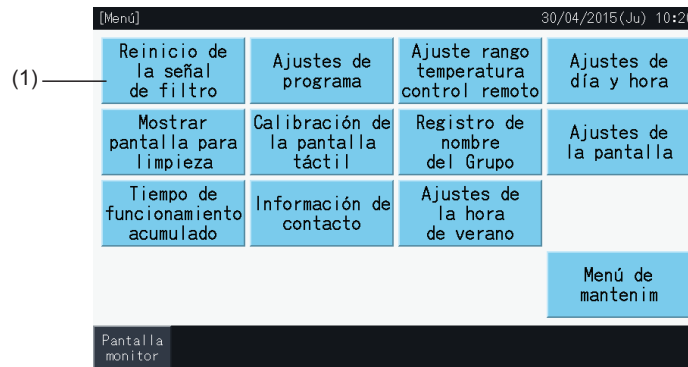 [Menú]
30/04/2015(Ju) 10:20
(1)
Reinicio de
la señal
de filtro
Ajustes de
programa
Ajuste rango
temperatura
control remoto
Ajustes de
día y hora
Mostrar
pantalla para
limpieza
Calibración de
la pantalla
táctil
Registro de
nombre
del Grupo
Ajustes de
la pantalla
Tiempo de
funcionamiento
acumulado
Información de
contacto
Ajustes de
la hora
de verano
Menú de
mantenim
Pantalla
monitor